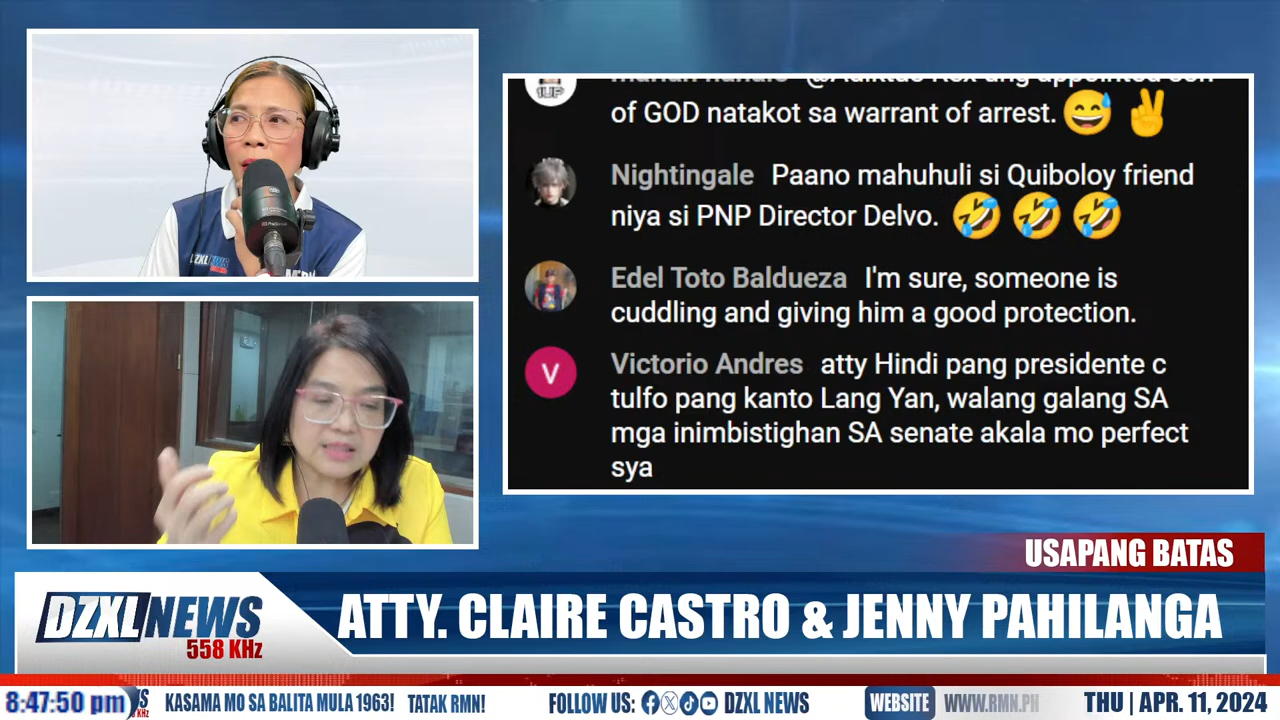 of GOD natakot sa warrant of arrest. 😅 ✌
Nightingale Paano mahuhuli si Quiboloy friend
niya si PNP Director Delvo. 🤣 🤣 🤣
Edel Toto Baldueza I'm sure, someone is
cuddling and giving him a good protection.
V Victorio Andres atty Hindi pang presidente c
tulfo pang kanto Lang Yan, walang galang SA
mga inimbistighan SA senate akala mo perfect
sya
DZXL NEWS
USAPANG BATAS
DZXL NEWS
558 KHz
ATTY. CLAIRE CASTRO & JENNY PAHILANGA
8:47:50 pm KASAMA MO SA BALITA MULA 1963! TATAK RMN! FOLLOW US: DZXL NEWS WEBSITE WWW.RMN.PH THU | APR. 11, 2024